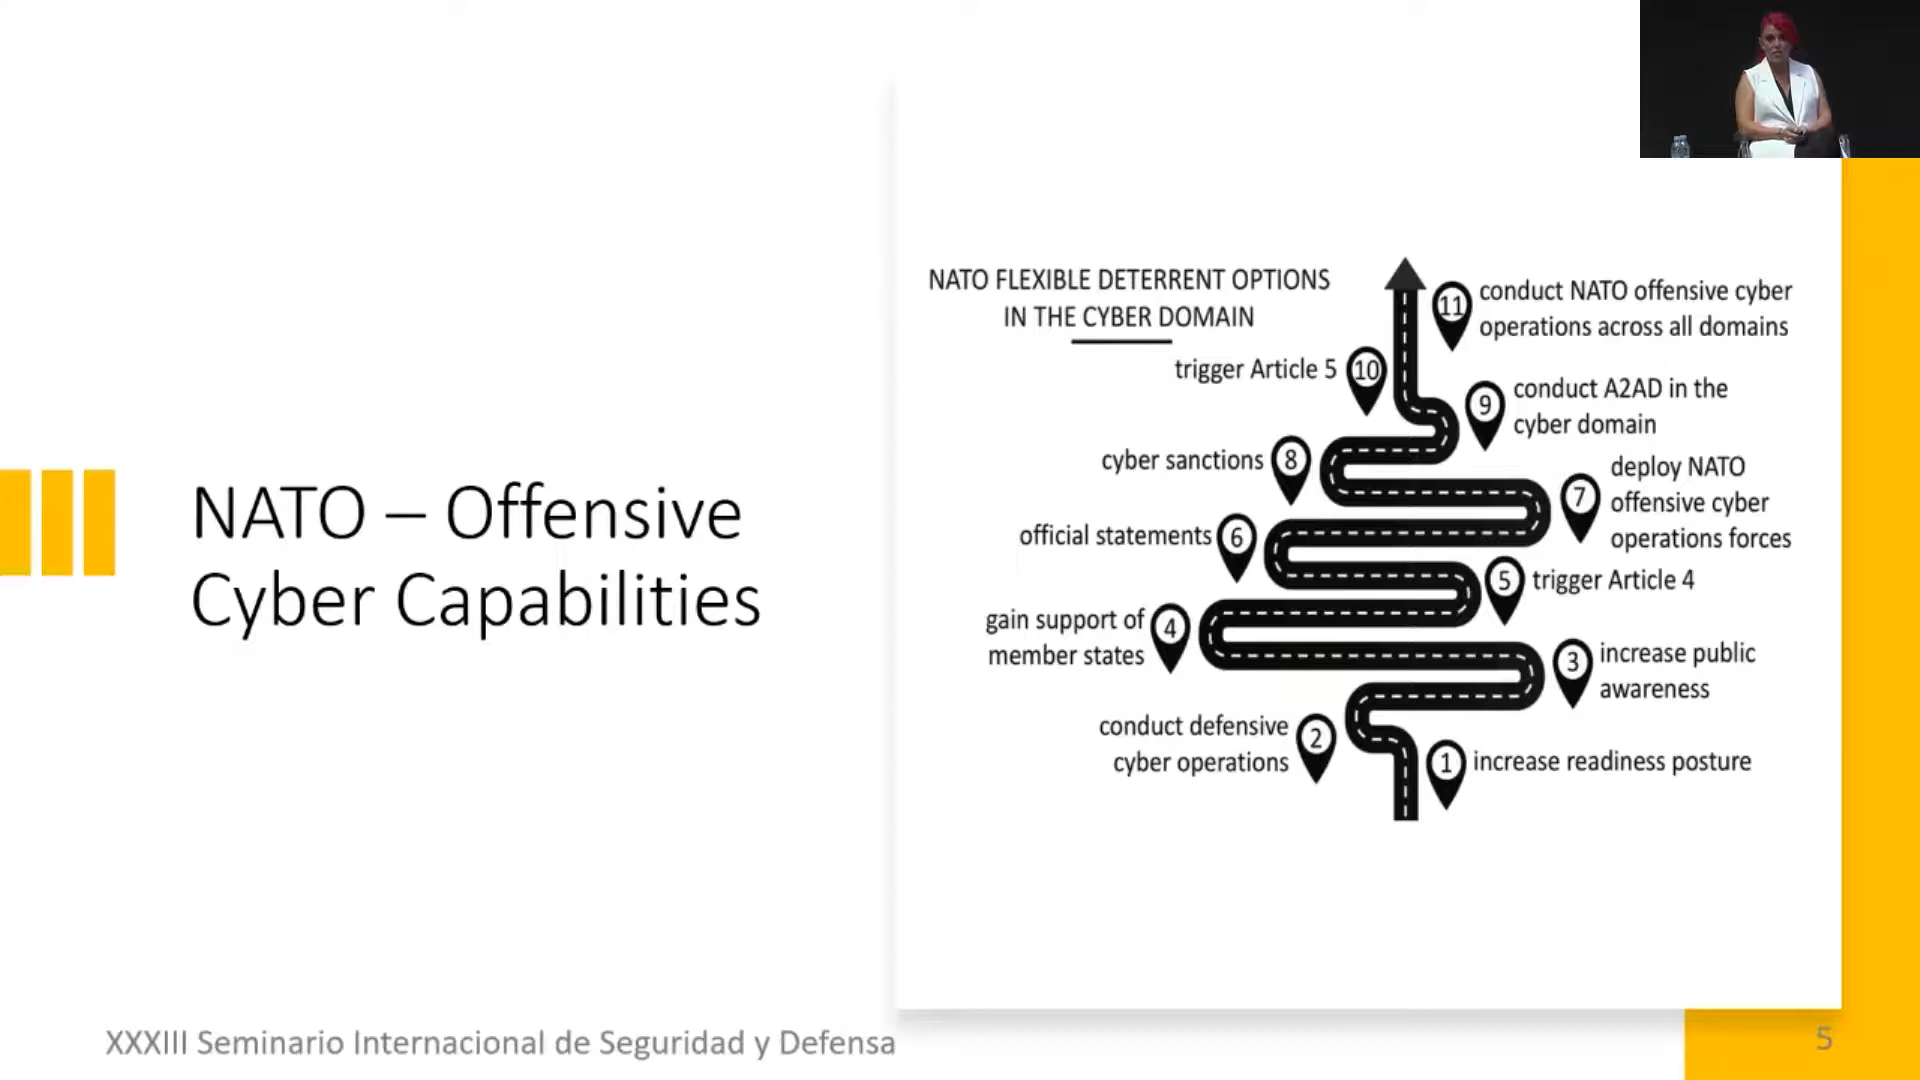 NATO – Offensive
Cyber Capabilities
NATO FLEXIBLE DETERRENT OPTIONS
IN THE CYBER DOMAIN
11
conduct NATO offensive cyber
operations across all domains
trigger Article 5
10
9
conduct A2AD in the
cyber domain
cyber sanctions
8
7
deploy NATO
offensive cyber
operations forces
official statements
6
5
trigger Article 4
gain support of
member states
4
3
increase public
awareness
conduct defensive
cyber operations
2
1
increase readiness posture
XXXIII Seminario Internacional de Seguridad y Defensa
5